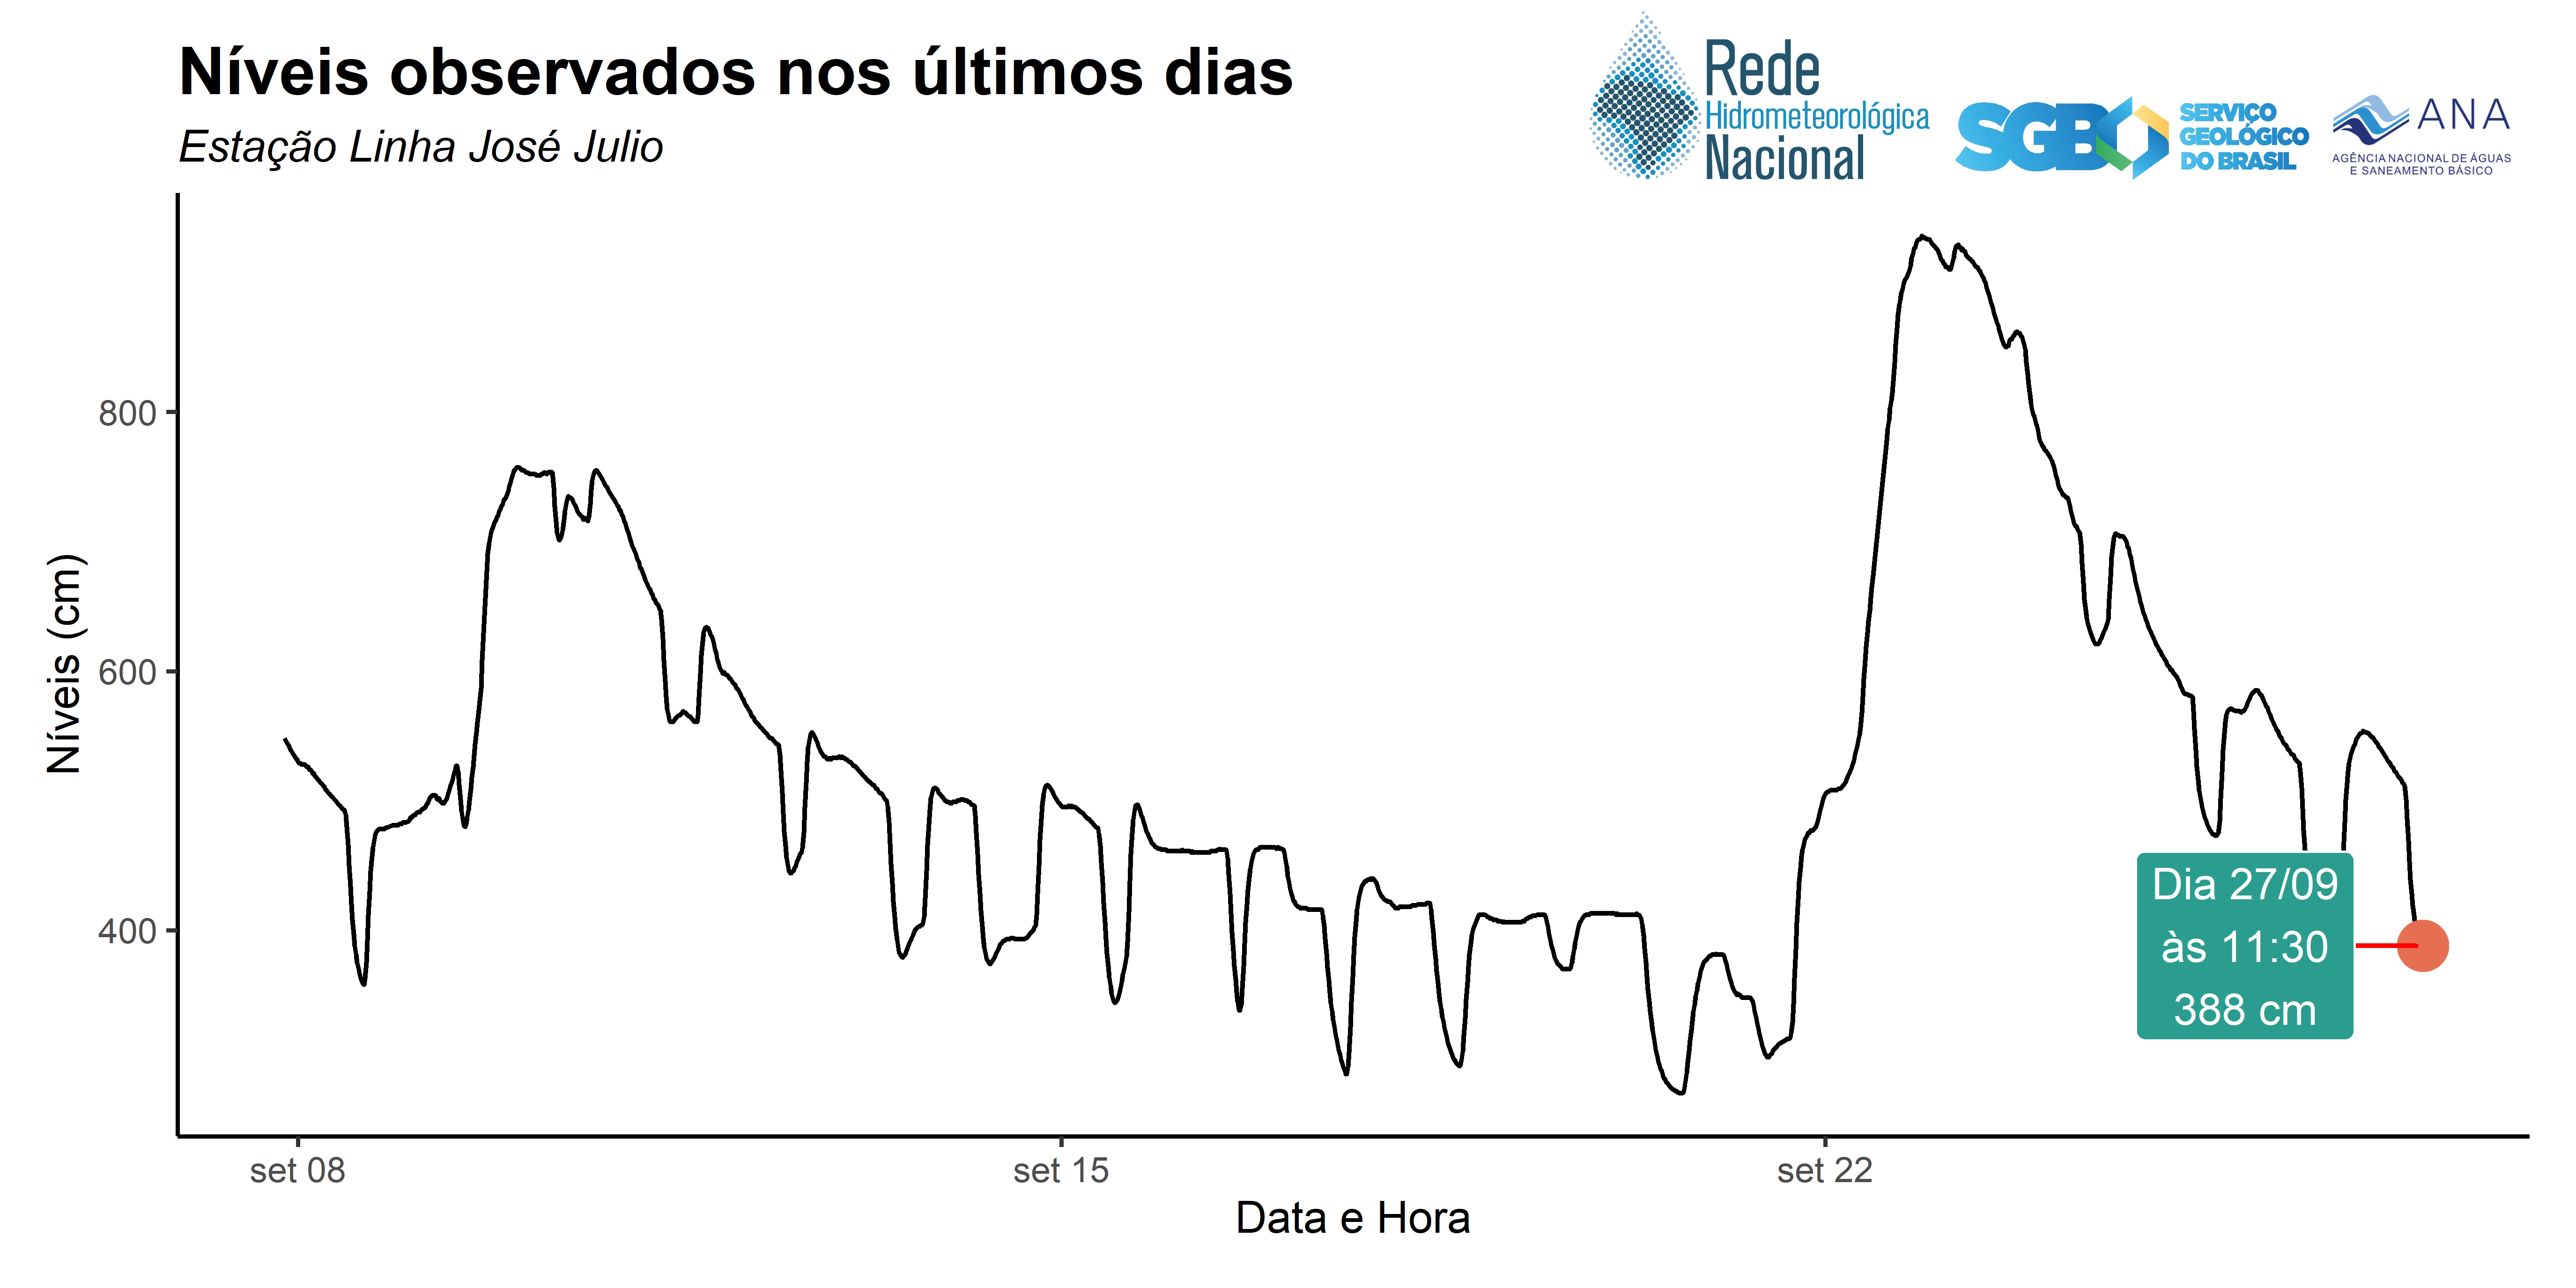 Níveis observados nos últimos dias
Estação Linha José Julio
Rede
Hidrometeorológica
Nacional
SGB
SERVIÇO
GEOLÓGICO
DO BRASIL
ANA
AGÊNCIA NACIONAL DE ÁGUAS
E SANEAMENTO BÁSICO
Níveis (cm)
800
600
400
Dia 27/09
às 11:30
388 cm
set 08
set 15
set 22
Data e Hora